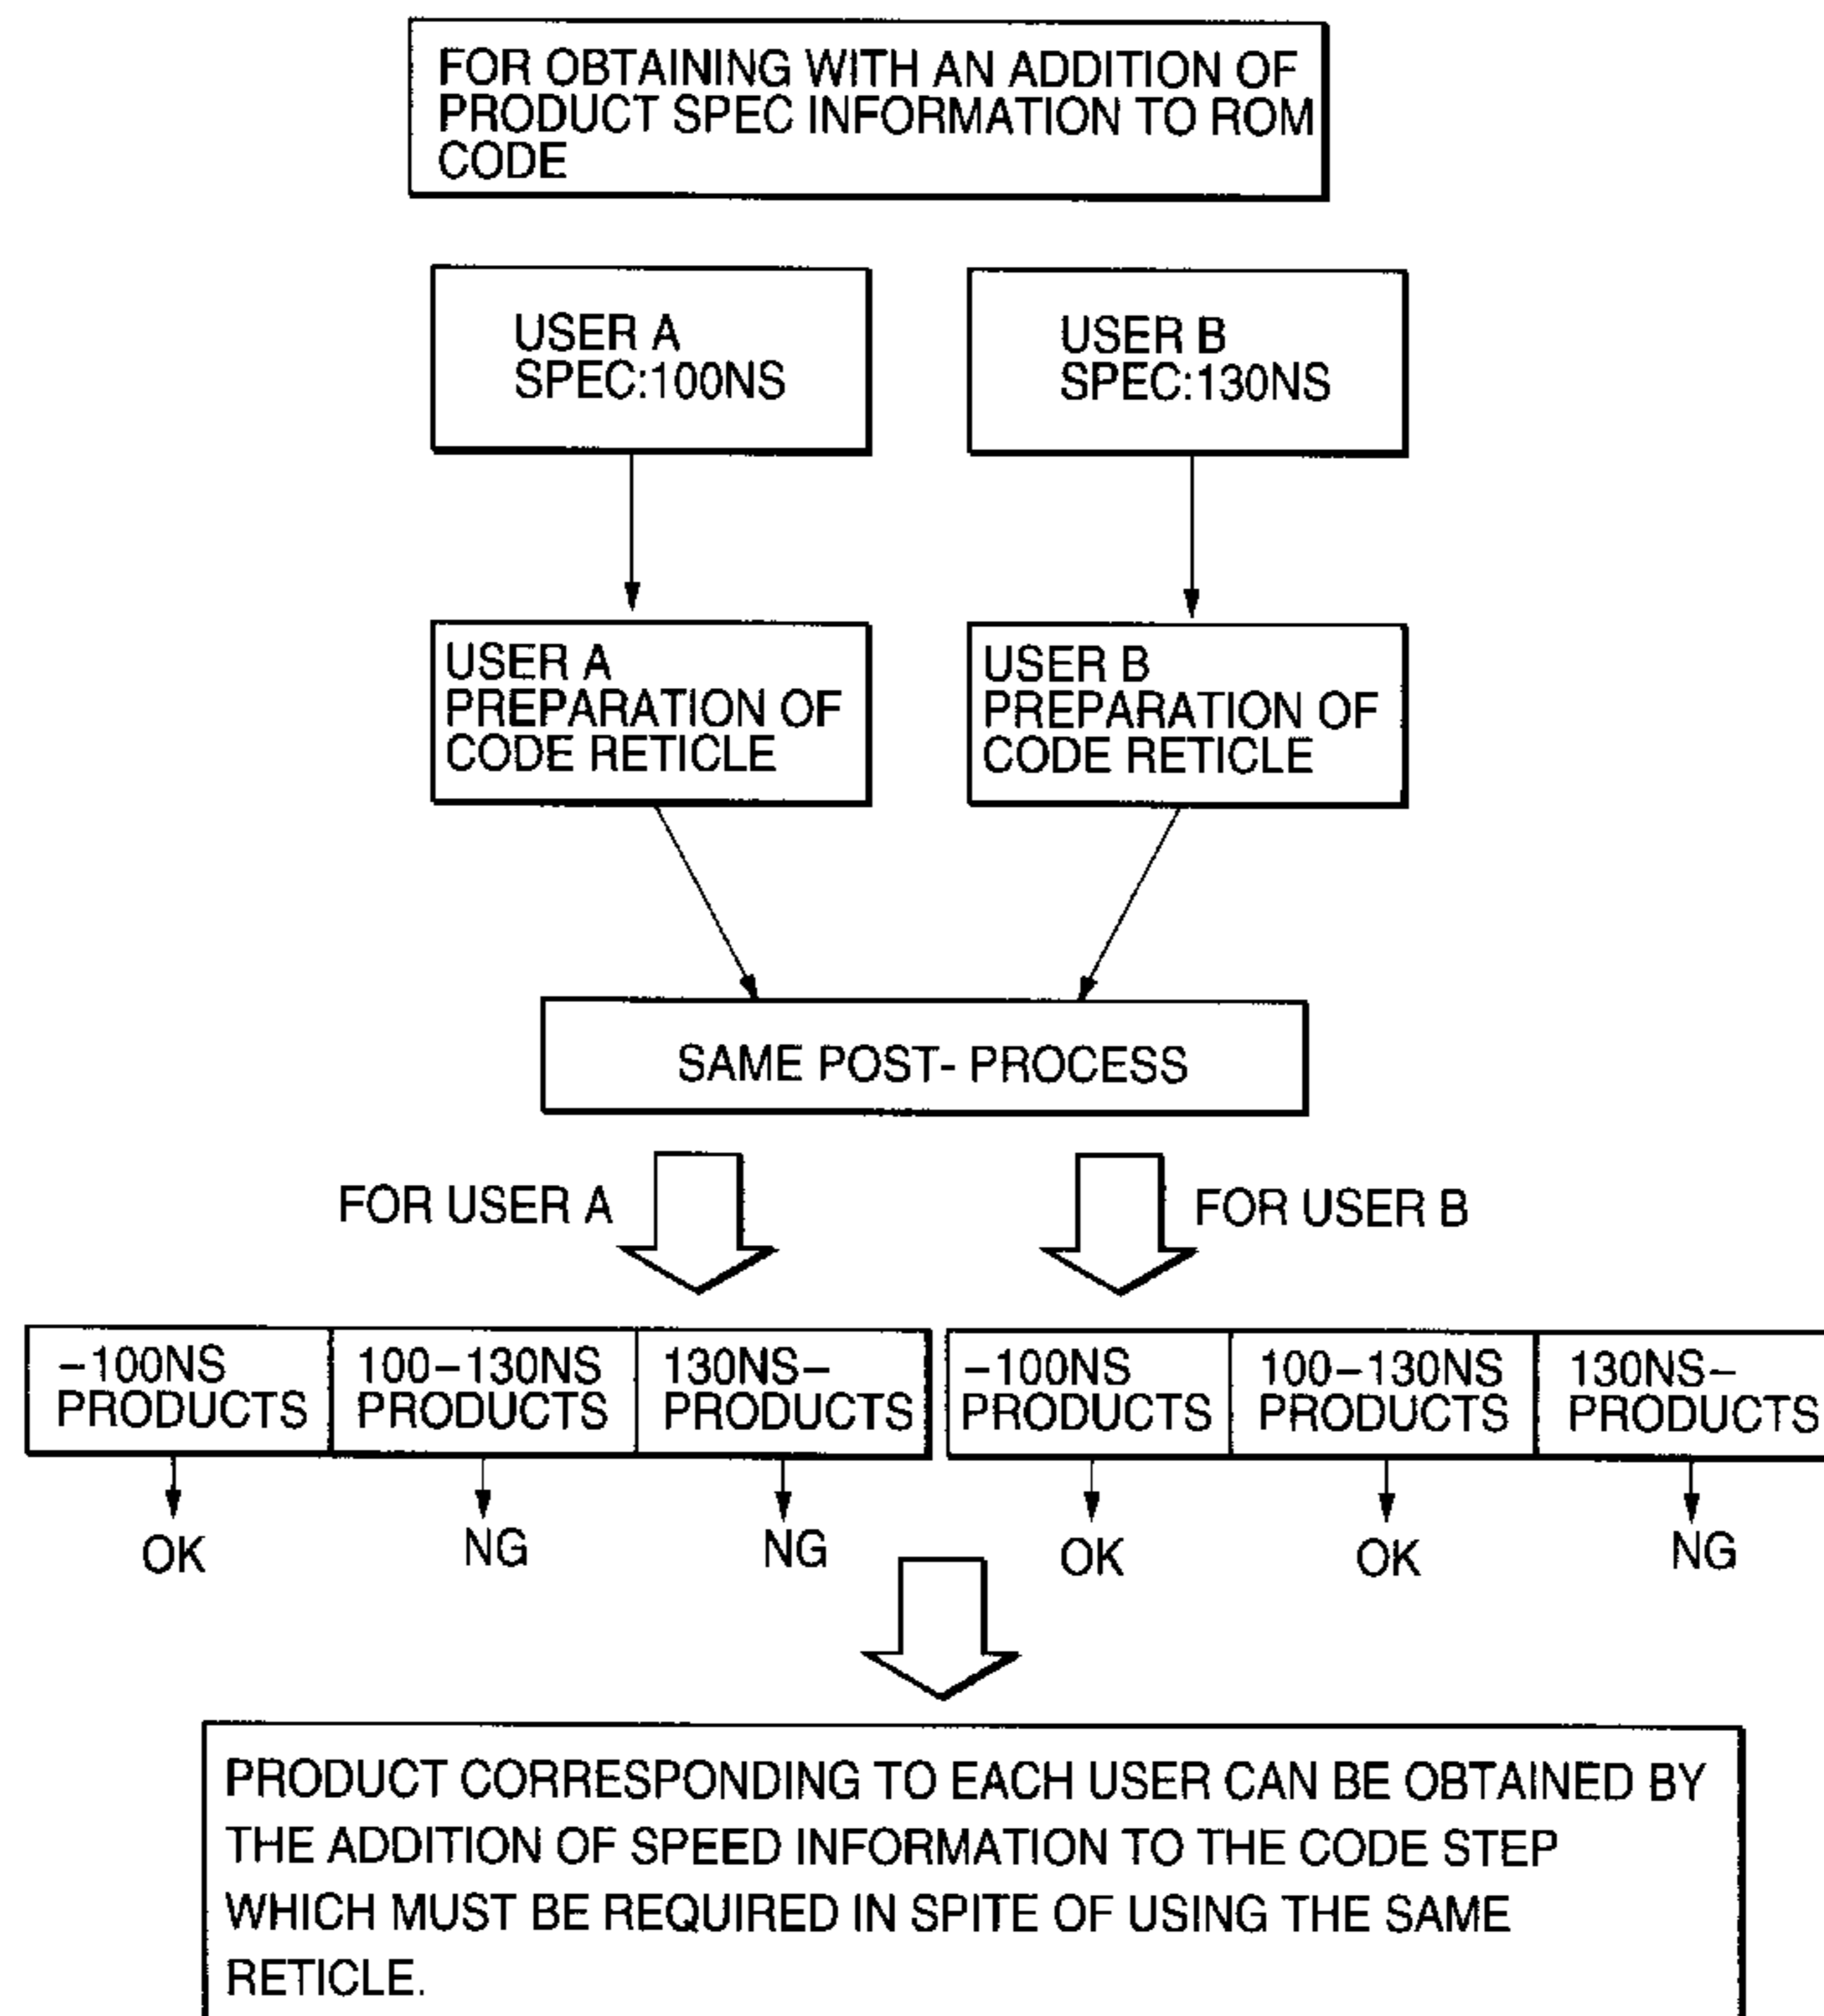 FOR OBTAINING WITH AN ADDITION OF
PRODUCT SPEC INFORMATION TO ROM
CODE
USER A
SPEC:100NS
USER B
SPEC:130NS
USER A
PREPARATION OF
CODE RETICLE
USER B
PREPARATION OF
CODE RETICLE
SAME POST- PROCESS
FOR USER A
FOR USER B
–100NS
PRODUCTS
100–130NS
PRODUCTS
130NS–
PRODUCTS
–100NS
PRODUCTS
100–130NS
PRODUCTS
130NS–
PRODUCTS
OK
NG
NG
OK
OK
NG
PRODUCT CORRESPONDING TO EACH USER CAN BE OBTAINED BY
THE ADDITION OF SPEED INFORMATION TO THE CODE STEP
WHICH MUST BE REQUIRED IN SPITE OF USING THE SAME
RETICLE.